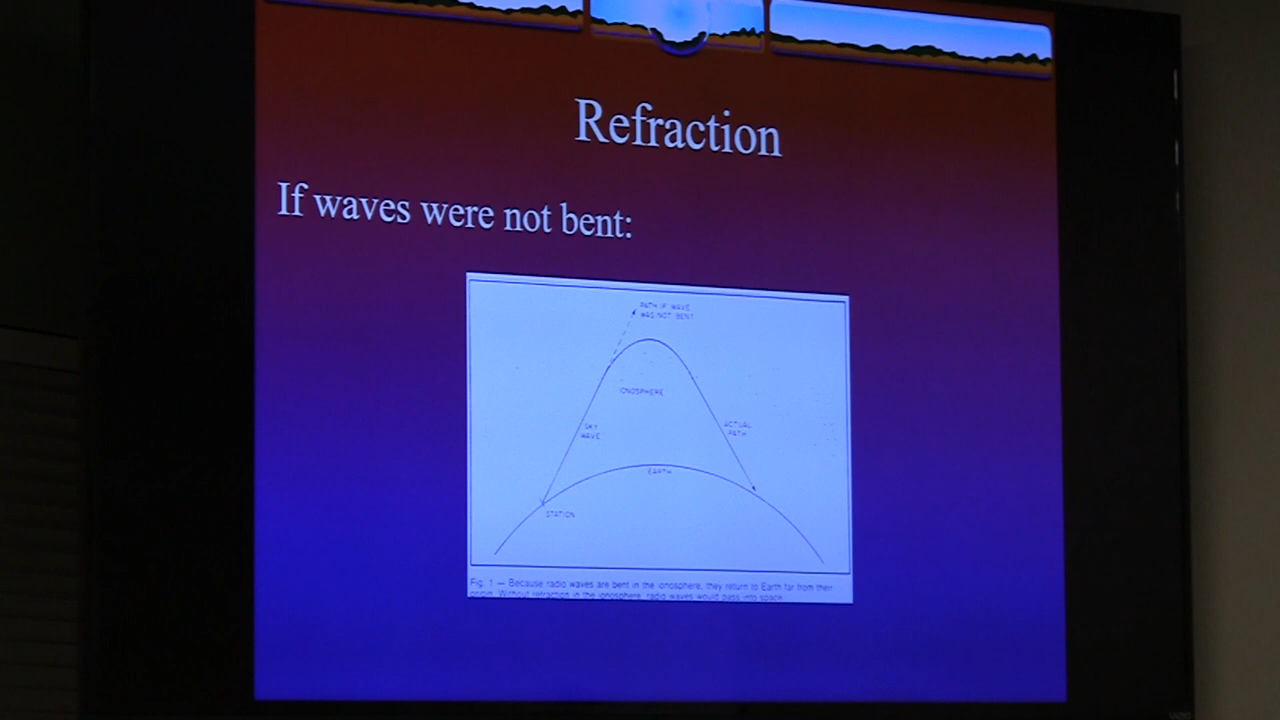 Refraction
If waves were not bent:
PATH IF WAVE
WAS NOT BENT
IONOSPHERE
SKY
WAVE
ACTUAL
PATH
EARTH
STATION
Fig. 1 — Because radio waves are bent in the ionosphere, they return to Earth far from their
origin. Without refraction in the ionosphere, radio waves would pass into space.